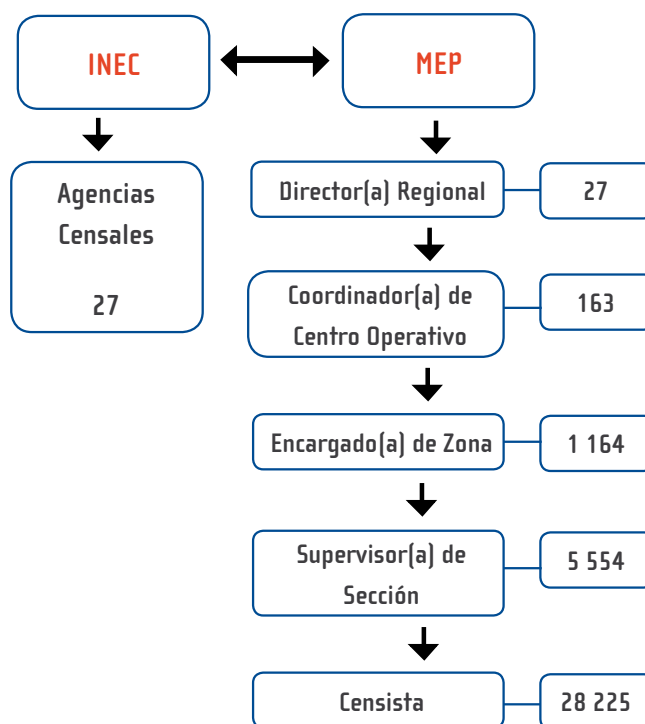 INEC
MEP
Agencias
Censales
27
Director(a) Regional
27
Coordinador(a) de
Centro Operativo
163
Encargado(a) de Zona
1 164
Supervisor(a) de
Sección
5 554
Censista
28 225